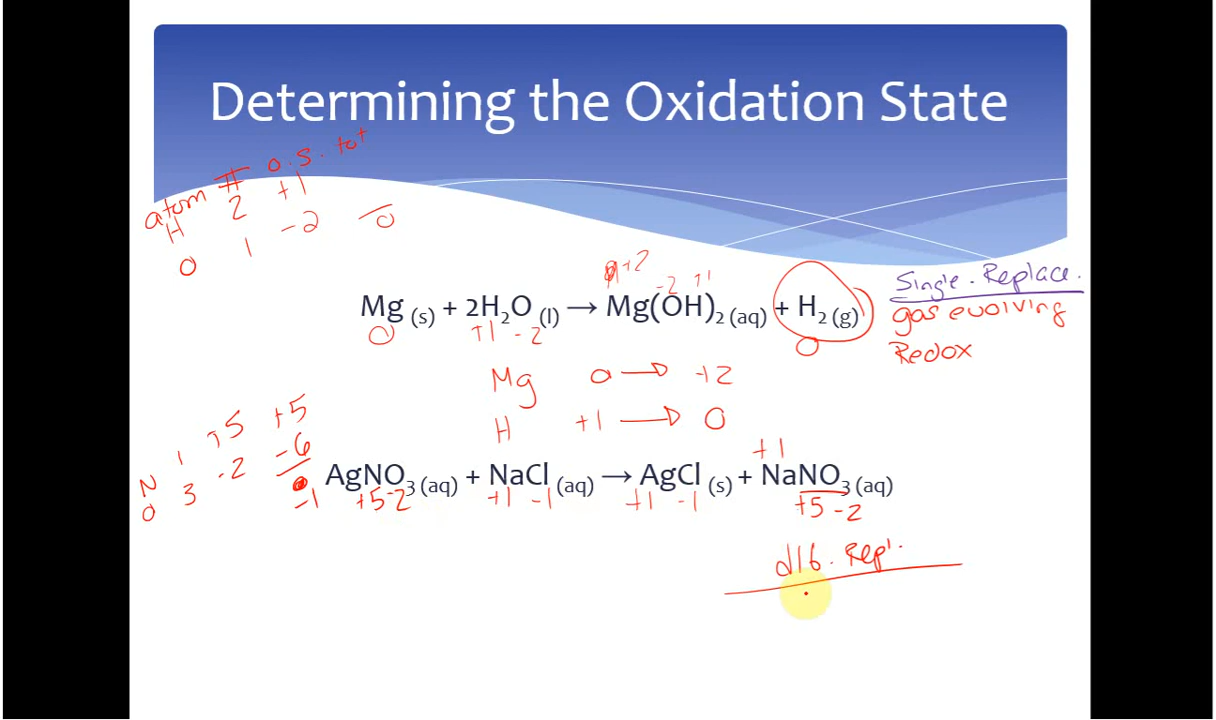 Determining the Oxidation State
atom # o.s. tot
H 2 +1
O 1 -2 0
+2 -2 +1
Mg (s) + 2H₂O (l) → Mg(OH)₂ (aq) + H₂ (g)
0 +1 -2 0
Single. Replace.
gas evolving
Redox
Mg 0 → +2
H +1 → 0
N 1 +5 +5
O 3 -2 -6
-1
+1
AgNO₃ (aq) + NaCl (aq) → AgCl (s) + NaNO₃ (aq)
+5 -2 +1 -1 +1 -1 +5 -2
dlb. Repl.